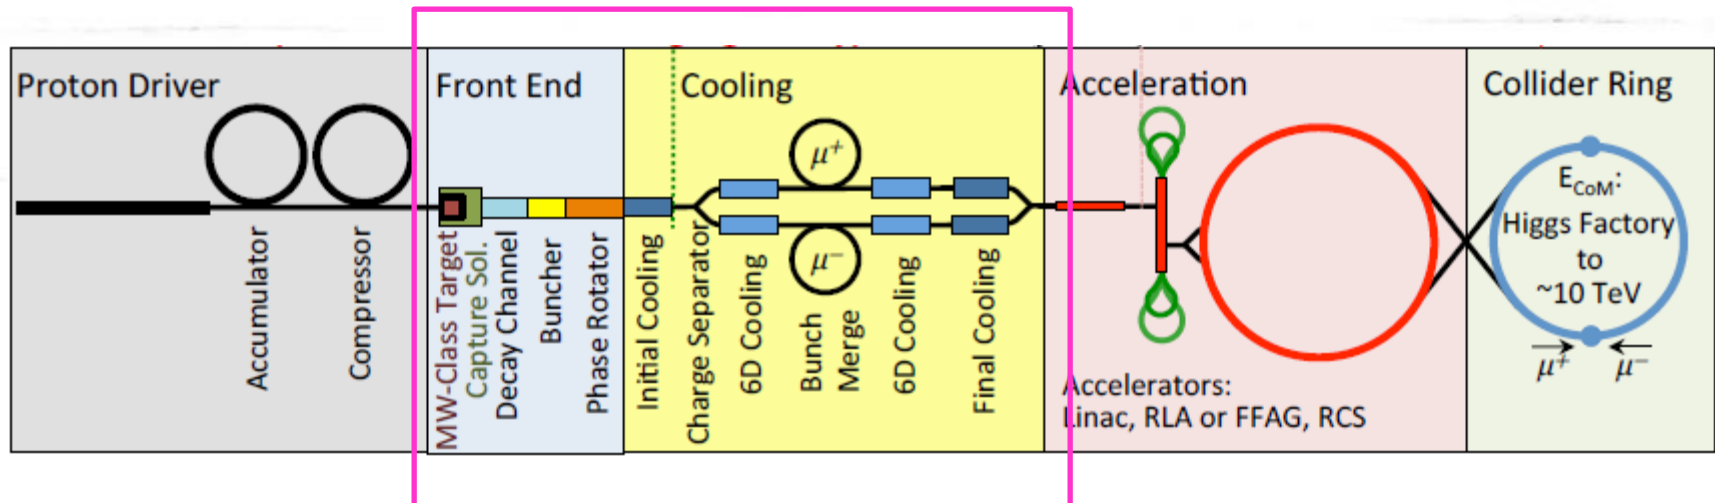 Proton Driver
Front End
Cooling
Acceleration
Collider Ring
Accumulator
Compressor
MW-Class Target
Capture Sol.
Decay Channel
Buncher
Phase Rotator
Initial Cooling
Charge Separator
6D Cooling
μ+
μ−
Bunch
Merge
6D Cooling
Final Cooling
Accelerators:
Linac, RLA or FFAG, RCS
ECoM:
Higgs Factory
to
~10 TeV
μ+ μ−